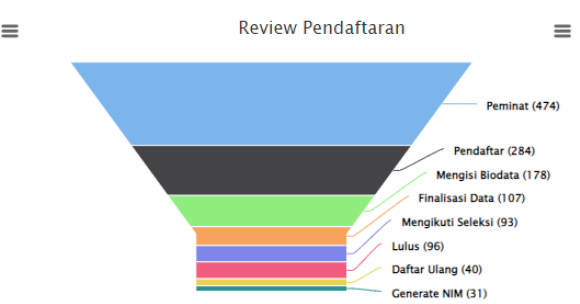 Review Pendaftaran
Peminat (474)
Pendaftar (284)
Mengisi Biodata (178)
Finalisasi Data (107)
Mengikuti Seleksi (93)
Lulus (96)
Daftar Ulang (40)
Generate NIM (31)